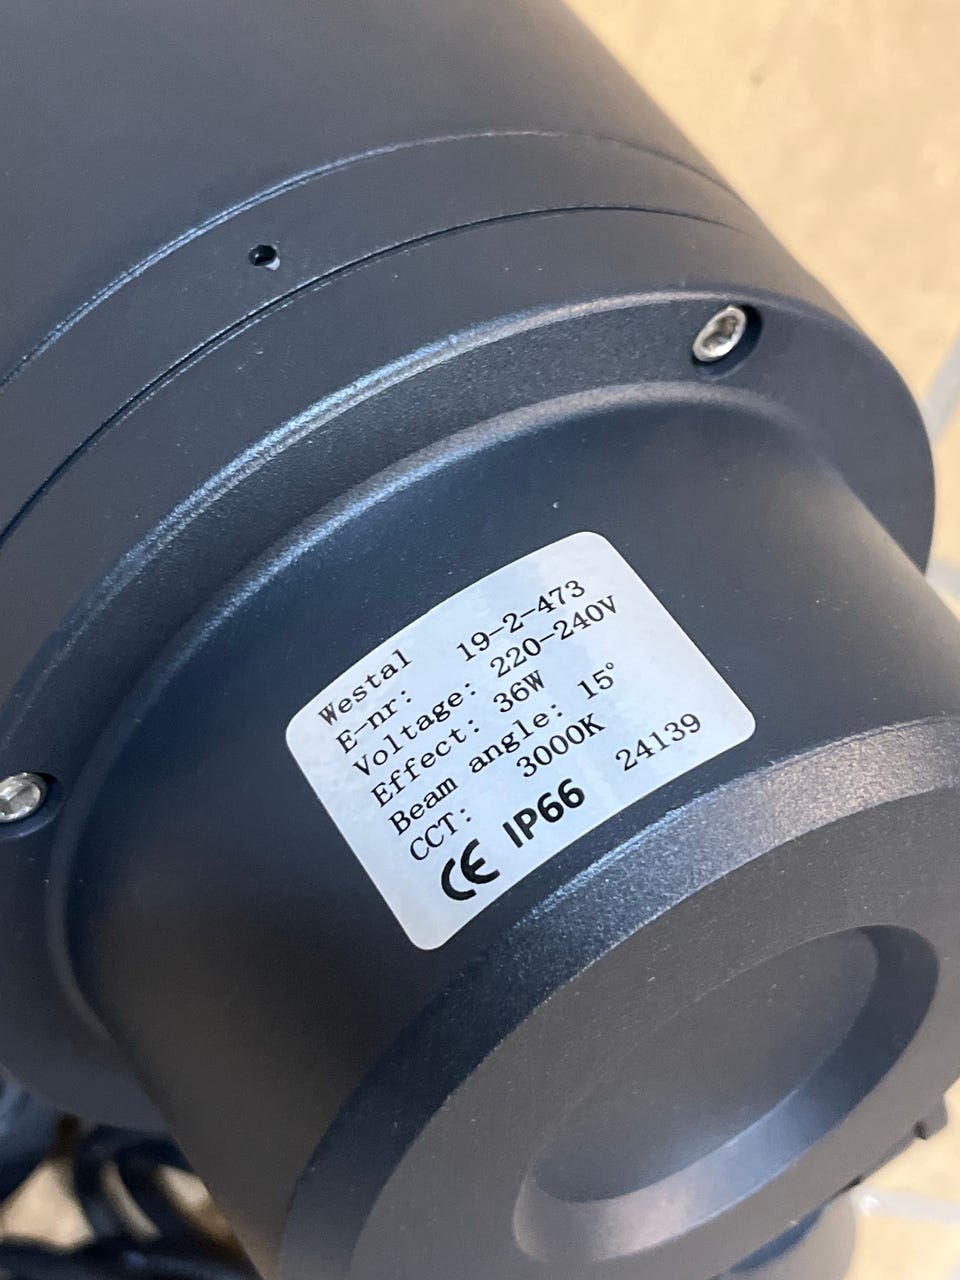 Westal
E-nr: 19-2-473
Voltage: 220-240V
Effect: 36W
Beam angle: 15°
CCT: 3000K
CE IP66 24139